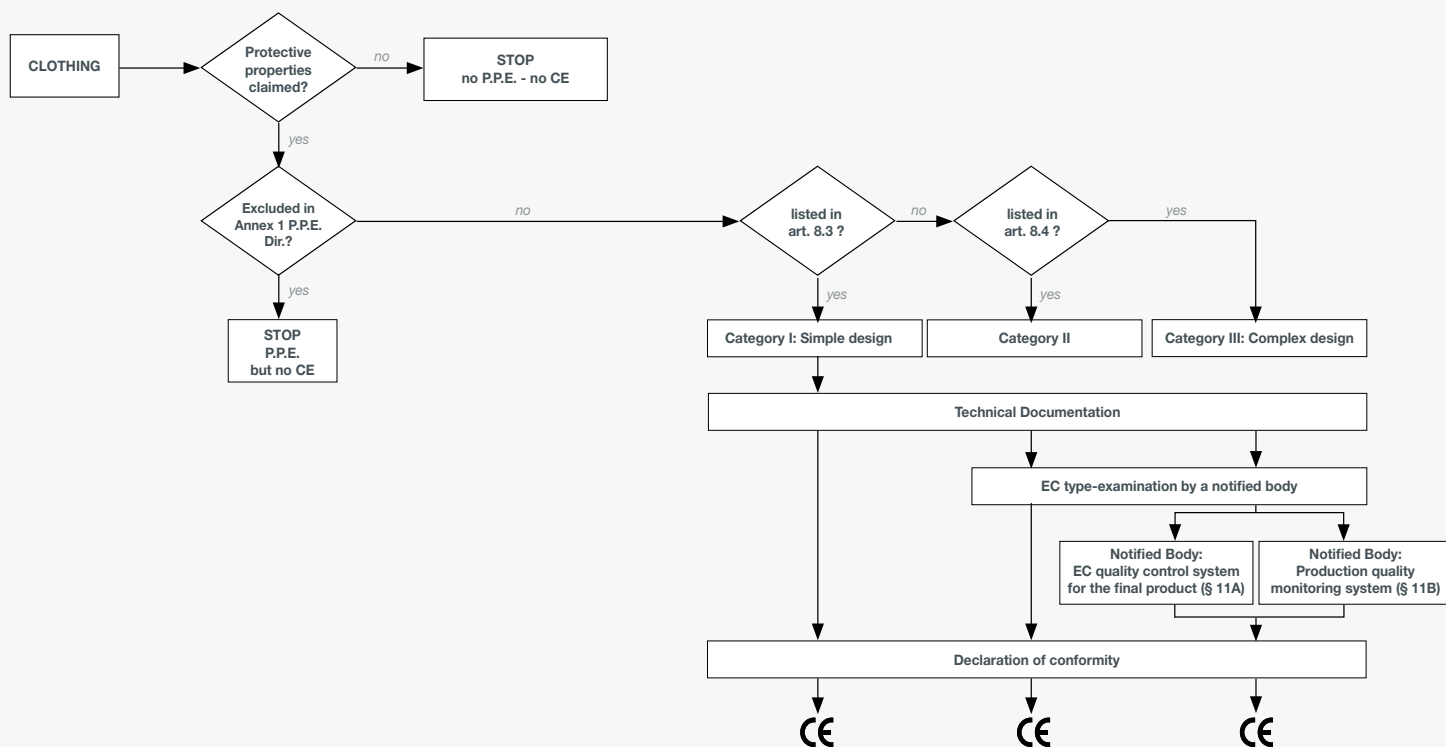 CLOTHING
Protective
properties
claimed?
no
STOP
no P.P.E. - no CE
yes
Excluded in
Annex 1 P.P.E.
Dir.?
no
listed in
art. 8.3 ?
no
listed in
art. 8.4 ?
yes
yes
STOP
P.P.E.
but no CE
yes
yes
Category I: Simple design
Category II
Category III: Complex design
Technical Documentation
EC type-examination by a notified body
Notified Body:
EC quality control system
for the final product (§ 11A)
Notified Body:
Production quality
monitoring system (§ 11B)
Declaration of conformity
CE
CE
CE